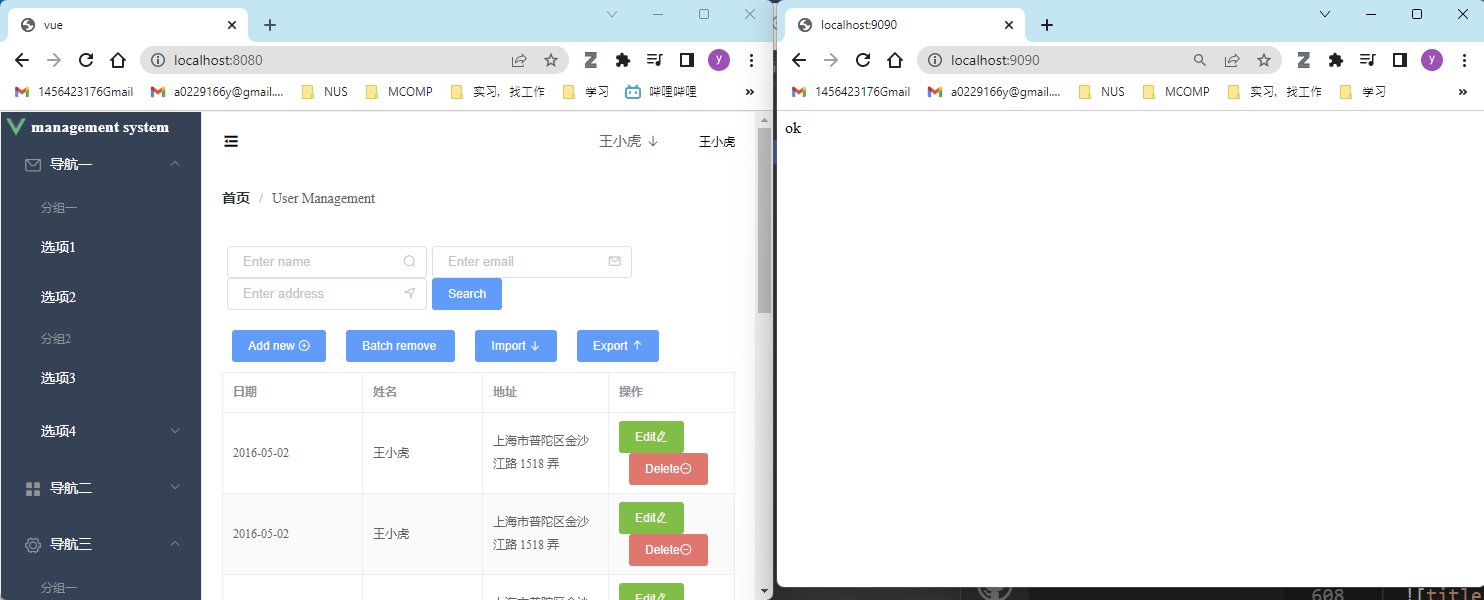 vue
localhost:8080
y
1456423176Gmail
a0229166y@gmail....
NUS
MCOMP
实习，找工作
学习
哔哩哔哩
»
management system
导航一
分组一
选项1
选项2
分组2
选项3
选项4
导航二
导航三
分组一
王小虎
王小虎
首页 / User Management
Enter name
Enter email
Enter address
Search
Add new
Batch remove
Import
Export
日期 姓名 地址 操作
2016-05-02 王小虎 上海市普陀区金沙
江路 1518 弄
Edit
Delete
2016-05-02 王小虎 上海市普陀区金沙
江路 1518 弄
Edit
Delete
Edit
localhost:9090
localhost:9090
y
1456423176Gmail
a0229166y@gmail....
NUS
MCOMP
实习，找工作
学习
»
ok
608
![title